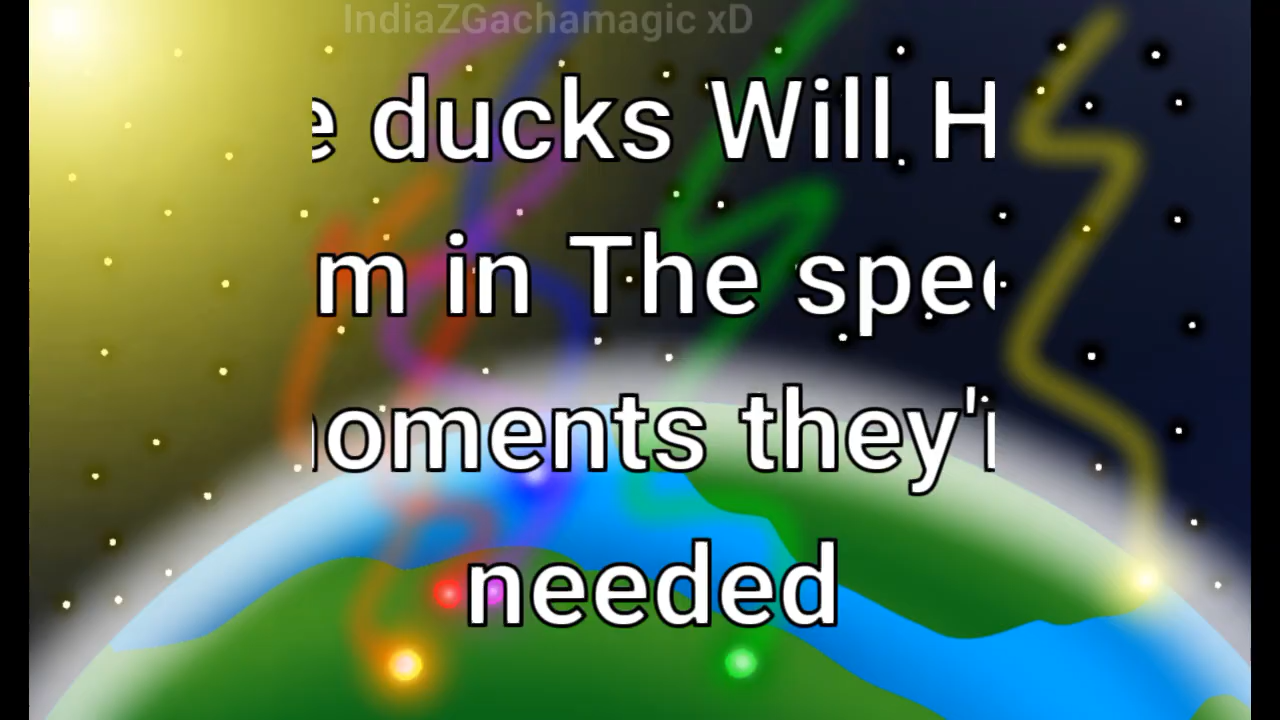 IndiaZGachamagic xD
ducks Will
in The
they'
needed